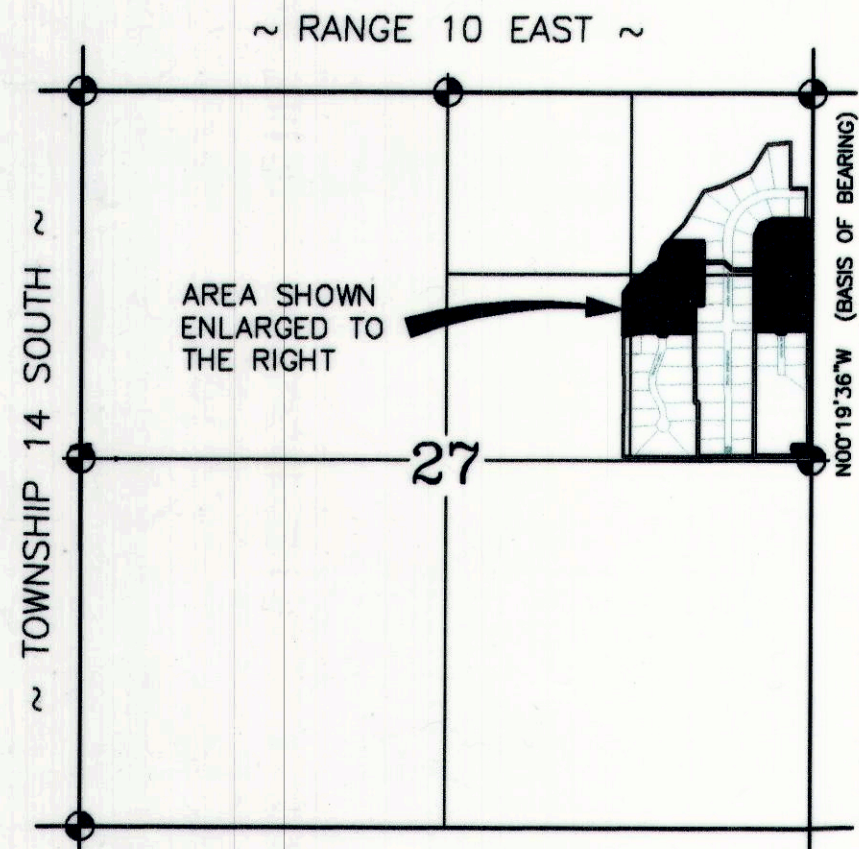 ~ RANGE 10 EAST ~
~ TOWNSHIP 14 SOUTH ~
AREA SHOWN
ENLARGED TO
THE RIGHT
27
N00°19'36"W (BASIS OF BEARING)